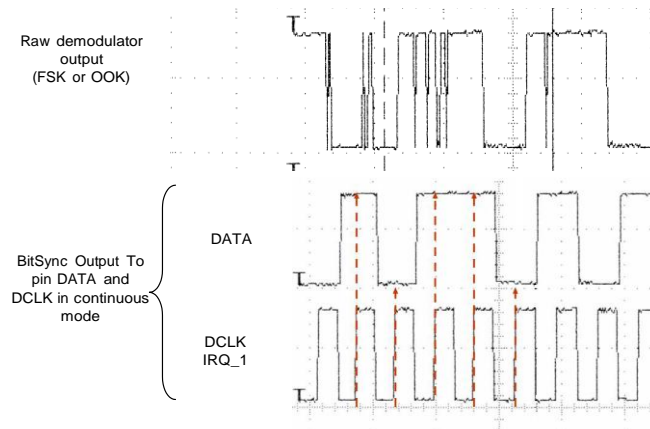 Raw demodulator
output
(FSK or OOK)
DATA
BitSync Output To
pin DATA and
DCLK in continuous
mode
DCLK
IRQ_1